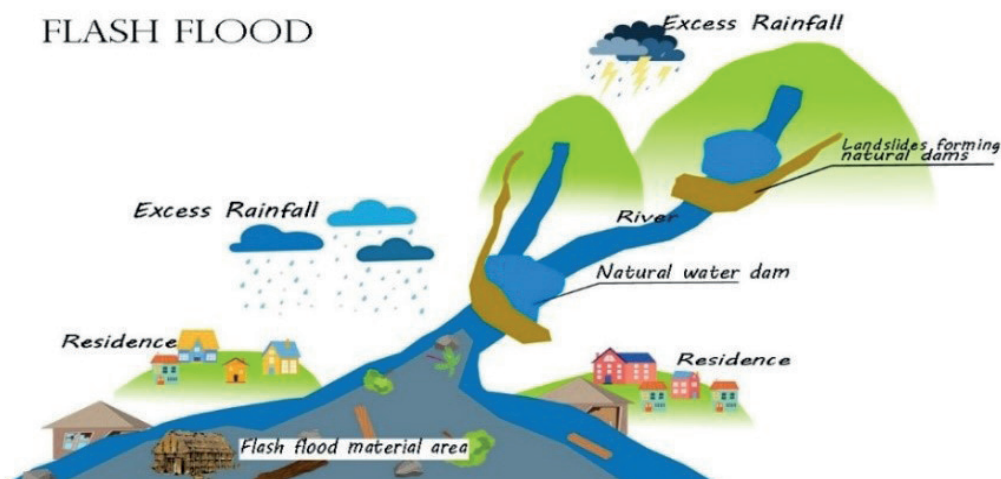 FLASH FLOOD
Excess Rainfall
Landslides forming
natural dams
Excess Rainfall
River
Natural water dam
Residence
Residence
Flash flood material area